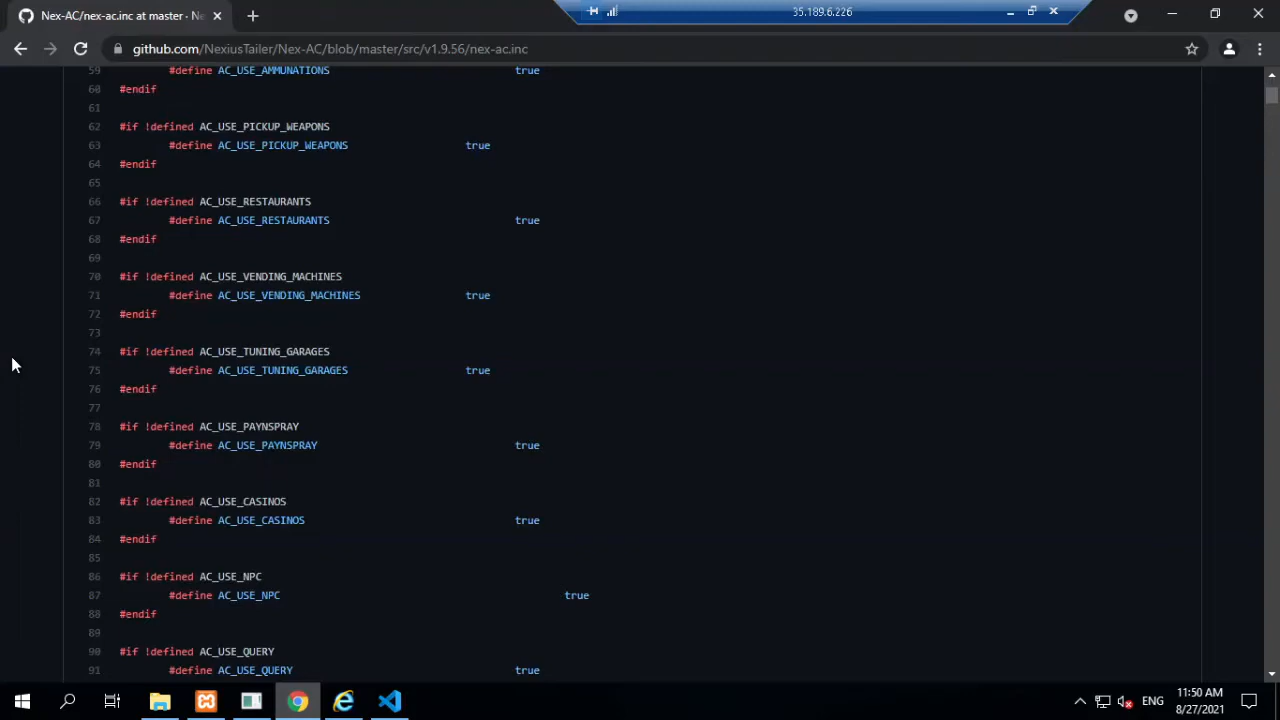 Nex-AC/nex-ac.inc at master · Ne
35.189.6.226
github.com/NexiusTailer/Nex-AC/blob/master/src/v1.9.56/nex-ac.inc
59 #define AC_USE_AMMUNATIONS true
60 #endif
61
62 #if !defined AC_USE_PICKUP_WEAPONS
63 #define AC_USE_PICKUP_WEAPONS true
64 #endif
65
66 #if !defined AC_USE_RESTAURANTS
67 #define AC_USE_RESTAURANTS true
68 #endif
69
70 #if !defined AC_USE_VENDING_MACHINES
71 #define AC_USE_VENDING_MACHINES true
72 #endif
73
74 #if !defined AC_USE_TUNING_GARAGES
75 #define AC_USE_TUNING_GARAGES true
76 #endif
77
78 #if !defined AC_USE_PAYNSPRAY
79 #define AC_USE_PAYNSPRAY true
80 #endif
81
82 #if !defined AC_USE_CASINOS
83 #define AC_USE_CASINOS true
84 #endif
85
86 #if !defined AC_USE_NPC
87 #define AC_USE_NPC true
88 #endif
89
90 #if !defined AC_USE_QUERY
91 #define AC_USE_QUERY true
ENG
11:50 AM
8/27/2021